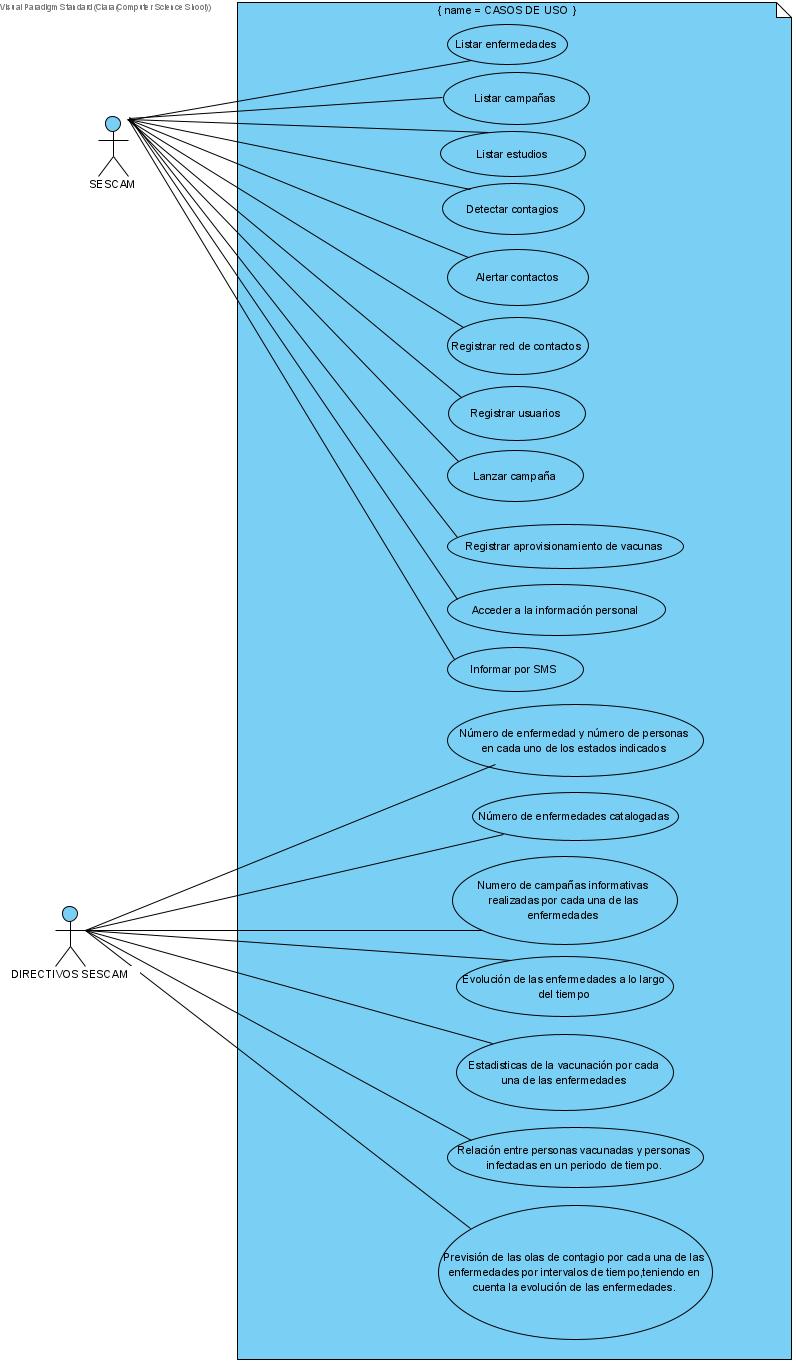 Visual Paradigm Standard(Clara(Computer Science Shool))
{ name = CASOS DE USO }
Listar enfermedades
Listar campañas
SESCAM
Listar estudios
Detectar contagios
Alertar contactos
Registrar red de contactos
Registrar usuarios
Lanzar campaña
Registrar aprovisionamiento de vacunas
Acceder a la información personal
Informar por SMS
Número de enfermedad y número de personas
en cada uno de los estados indicados
Número de enfermedades catalogadas
Numero de campañas informativas
realizadas por cada una de las
enfermedades
DIRECTIVOS SESCAM
Evolución de las enfermedades a lo largo
del tiempo
Estadisticas de la vacunación por cada
una de las enfermedades
Relación entre personas vacunadas y personas
infectadas en un periodo de tiempo.
Previsión de las olas de contagio por cada una de las
enfermedades por intervalos de tiempo,teniendo en
cuenta la evolución de las enfermedades.